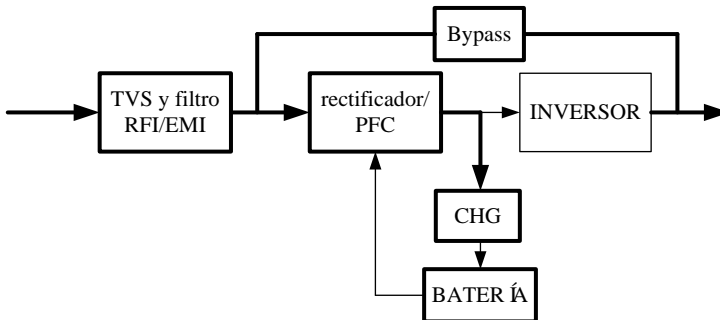 Bypass
TVS y filtro
RFI/EMI
rectificador/
PFC
INVERSOR
CHG
BATERÍA